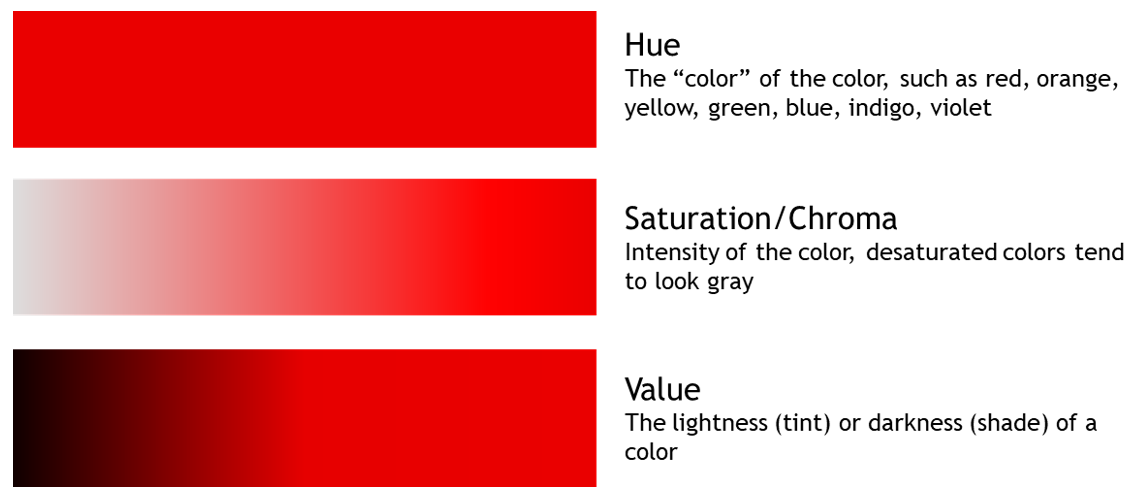 Hue
The “color” of the color, such as red, orange,
yellow, green, blue, indigo, violet
Saturation/Chroma
Intensity of the color, desaturated colors tend
to look gray
Value
The lightness (tint) or darkness (shade) of a
color